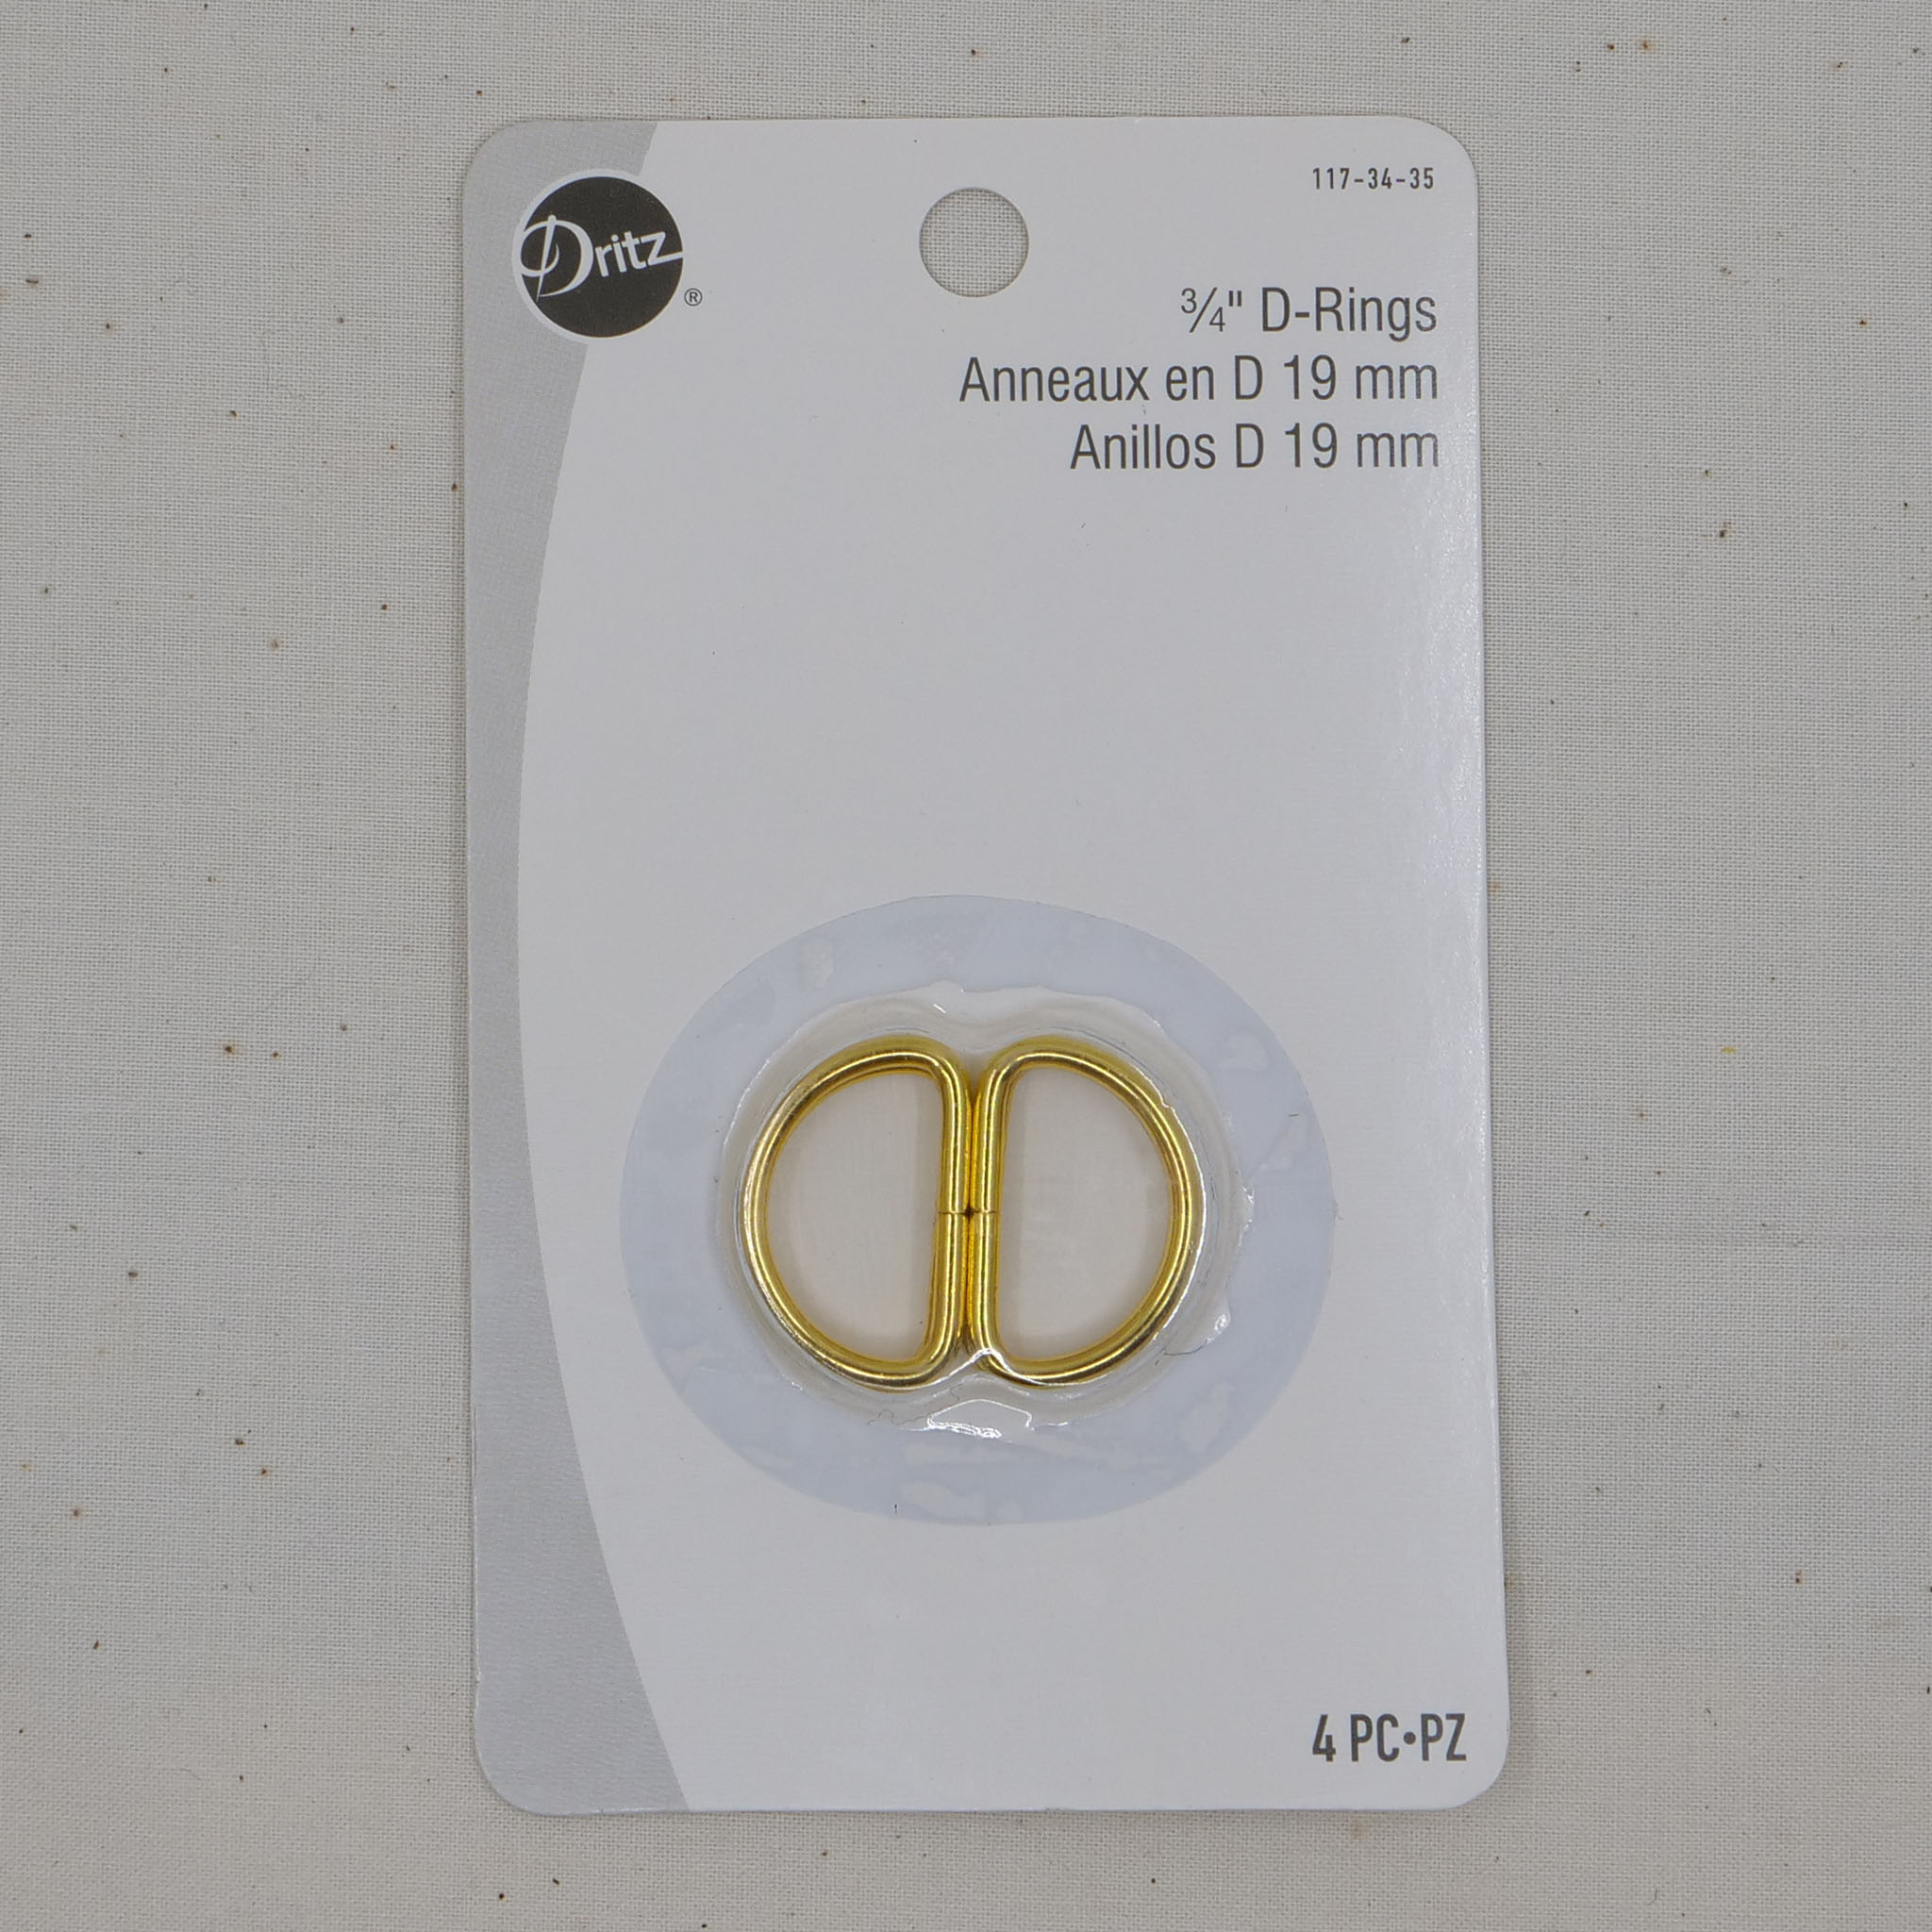 117-34-35
Dritz®
3/4" D-Rings
Anneaux en D 19 mm
Anillos D 19 mm
4 PC•PZ